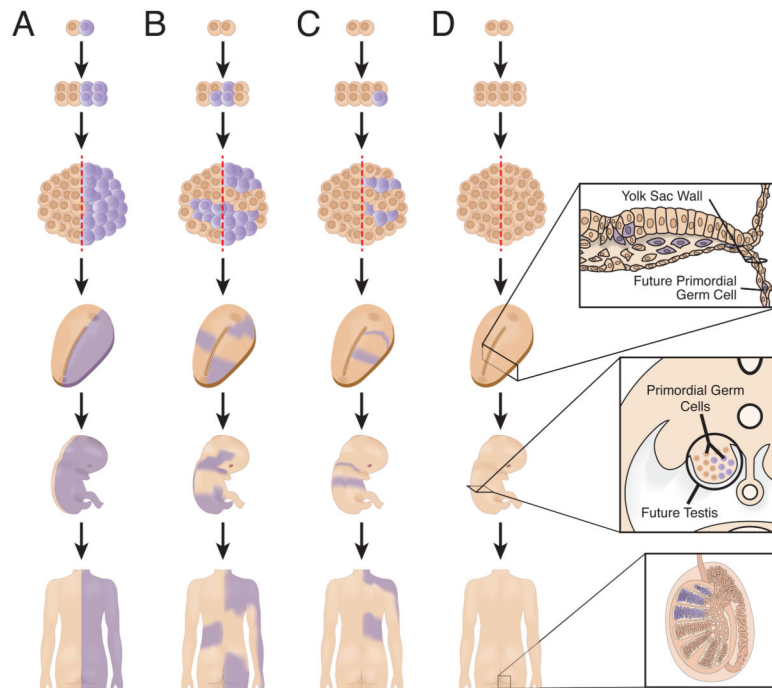 A
B
C
D
Yolk Sac Wall
Future Primordial
Germ Cell
Primordial Germ
Cells
Future Testis